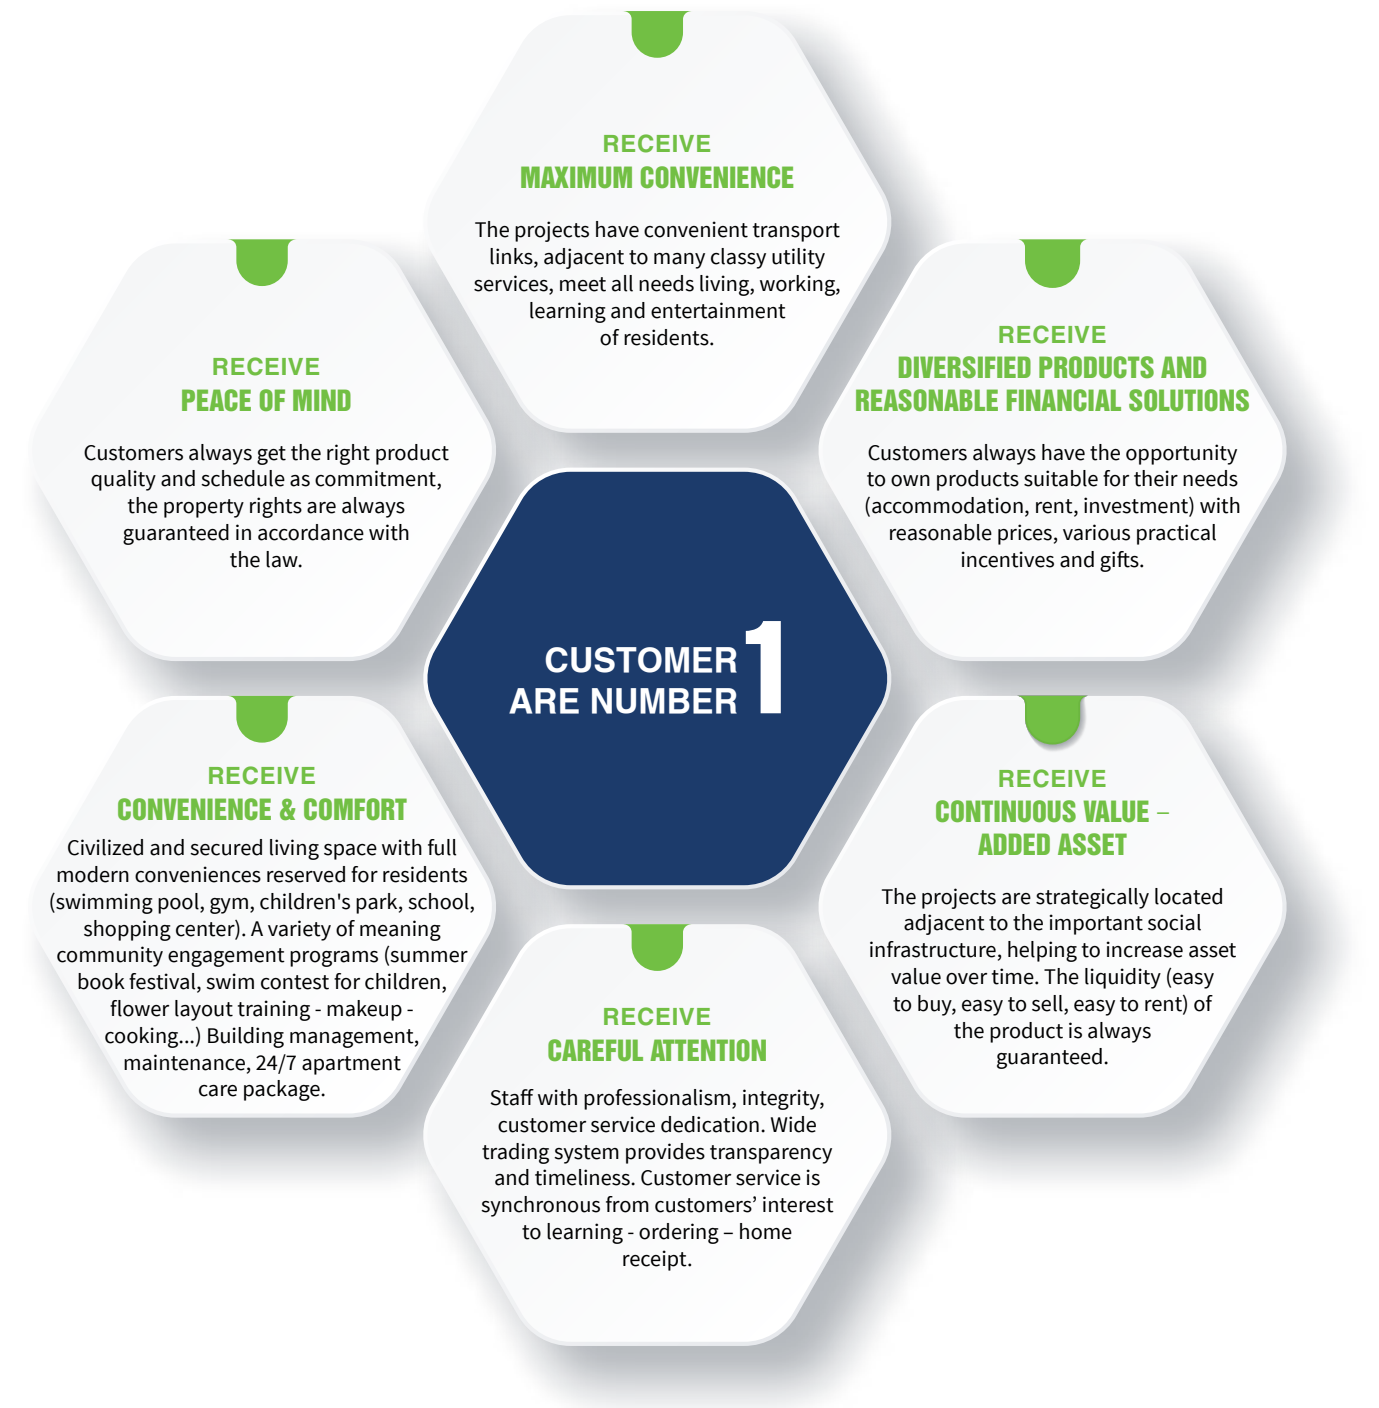 RECEIVE
MAXIMUM CONVENIENCE
The projects have convenient transport
links, adjacent to many classy utility
services, meet all needs living, working,
learning and entertainment
of residents.
RECEIVE
PEACE OF MIND
Customers always get the right product
quality and schedule as commitment,
the property rights are always
guaranteed in accordance with
the law.
RECEIVE
DIVERSIFIED PRODUCTS AND
REASONABLE FINANCIAL SOLUTIONS
Customers always have the opportunity
to own products suitable for their needs
(accommodation, rent, investment) with
reasonable prices, various practical
incentives and gifts.
CUSTOMER
ARE NUMBER 1
RECEIVE
CONVENIENCE & COMFORT
Civilized and secured living space with full
modern conveniences reserved for residents
(swimming pool, gym, children's park, school,
shopping center). A variety of meaning
community engagement programs (summer
book festival, swim contest for children,
flower layout training - makeup -
cooking...) Building management,
maintenance, 24/7 apartment
care package.
RECEIVE
CONTINUOUS VALUE –
ADDED ASSET
The projects are strategically located
adjacent to the important social
infrastructure, helping to increase asset
value over time. The liquidity (easy
to buy, easy to sell, easy to rent) of
the product is always
guaranteed.
RECEIVE
CAREFUL ATTENTION
Staff with professionalism, integrity,
customer service dedication. Wide
trading system provides transparency
and timeliness. Customer service is
synchronous from customers’ interest
to learning - ordering – home
receipt.